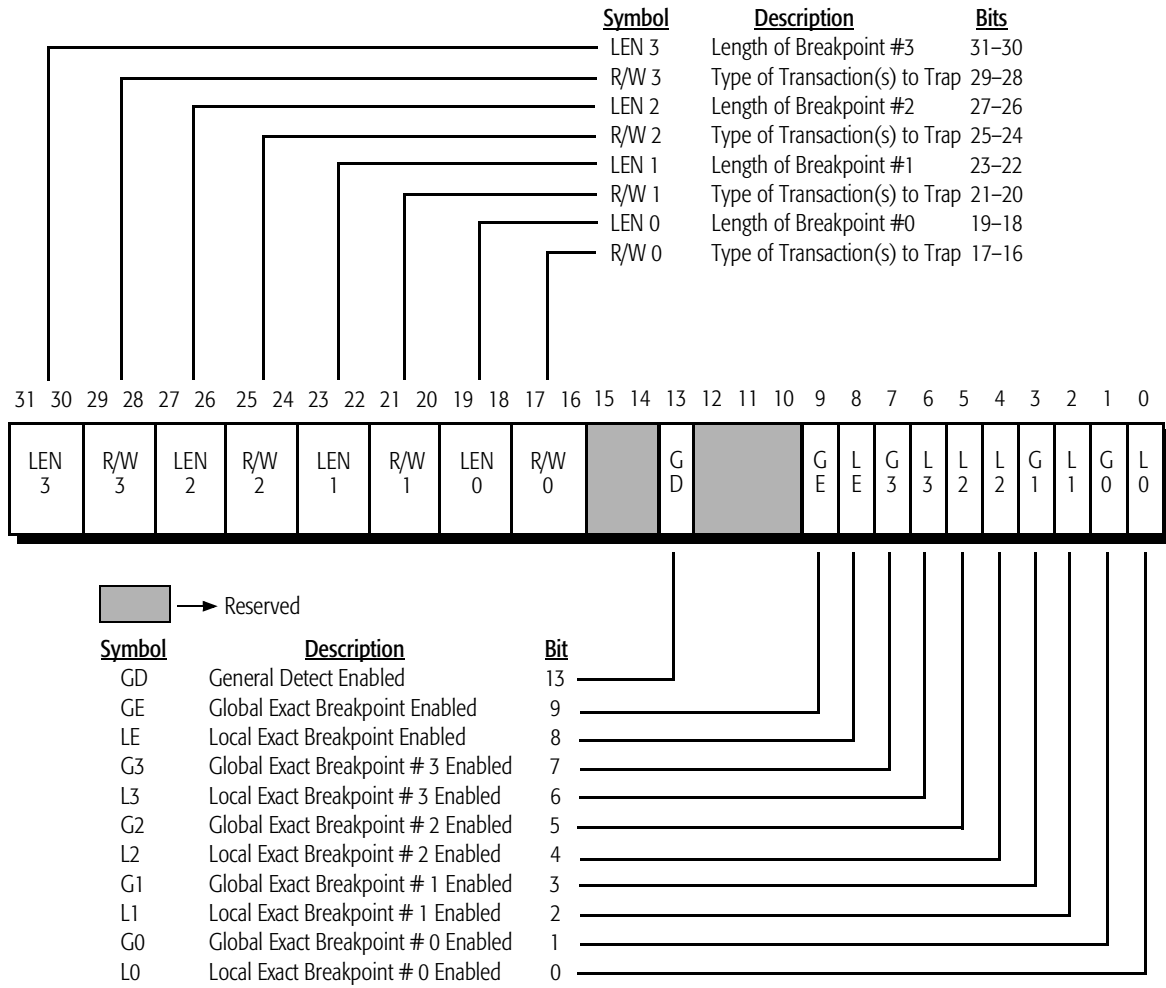 Symbol Description Bits
LEN 3 Length of Breakpoint #3 31–30
R/W 3 Type of Transaction(s) to Trap 29–28
LEN 2 Length of Breakpoint #2 27–26
R/W 2 Type of Transaction(s) to Trap 25–24
LEN 1 Length of Breakpoint #1 23–22
R/W 1 Type of Transaction(s) to Trap 21–20
LEN 0 Length of Breakpoint #0 19–18
R/W 0 Type of Transaction(s) to Trap 17–16
31 30 29 28 27 26 25 24 23 22 21 20 19 18 17 16 15 14 13 12 11 10 9 8 7 6 5 4 3 2 1 0
LEN R/W LEN R/W LEN R/W LEN R/W G G L G L L L G L G L
3 3 2 2 1 1 0 0 D E E 3 3 2 2 1 1 0 0
Reserved
Symbol Description Bit
GD General Detect Enabled 13
GE Global Exact Breakpoint Enabled 9
LE Local Exact Breakpoint Enabled 8
G3 Global Exact Breakpoint # 3 Enabled 7
L3 Local Exact Breakpoint # 3 Enabled 6
G2 Global Exact Breakpoint # 2 Enabled 5
L2 Local Exact Breakpoint # 2 Enabled 4
G1 Global Exact Breakpoint # 1 Enabled 3
L1 Local Exact Breakpoint # 1 Enabled 2
G0 Global Exact Breakpoint # 0 Enabled 1
L0 Local Exact Breakpoint # 0 Enabled 0